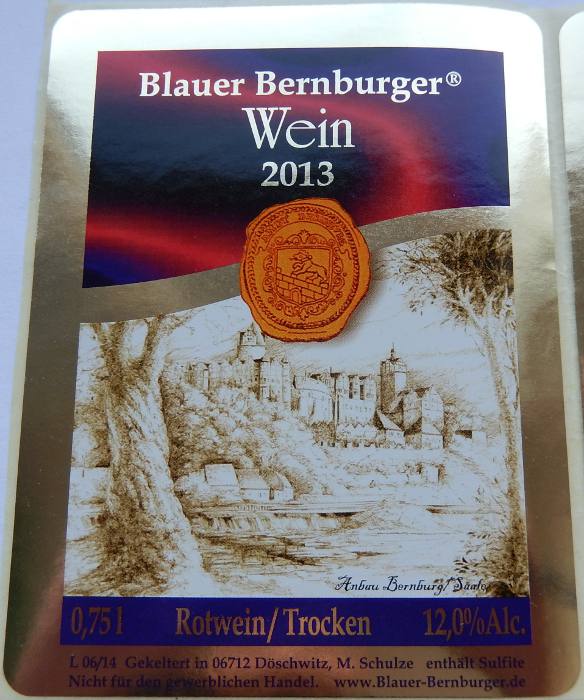 Blauer Bernburger®
Wein
2013
Anbau Bernburg/Saale
0,75 l Rotwein/Trocken 12,0%Alc.
L 06/14 Gekeltert in 06712 Döschwitz, M. Schulze enthält Sulfite
Nicht für den gewerblichen Handel. www.Blauer-Bernburger.de